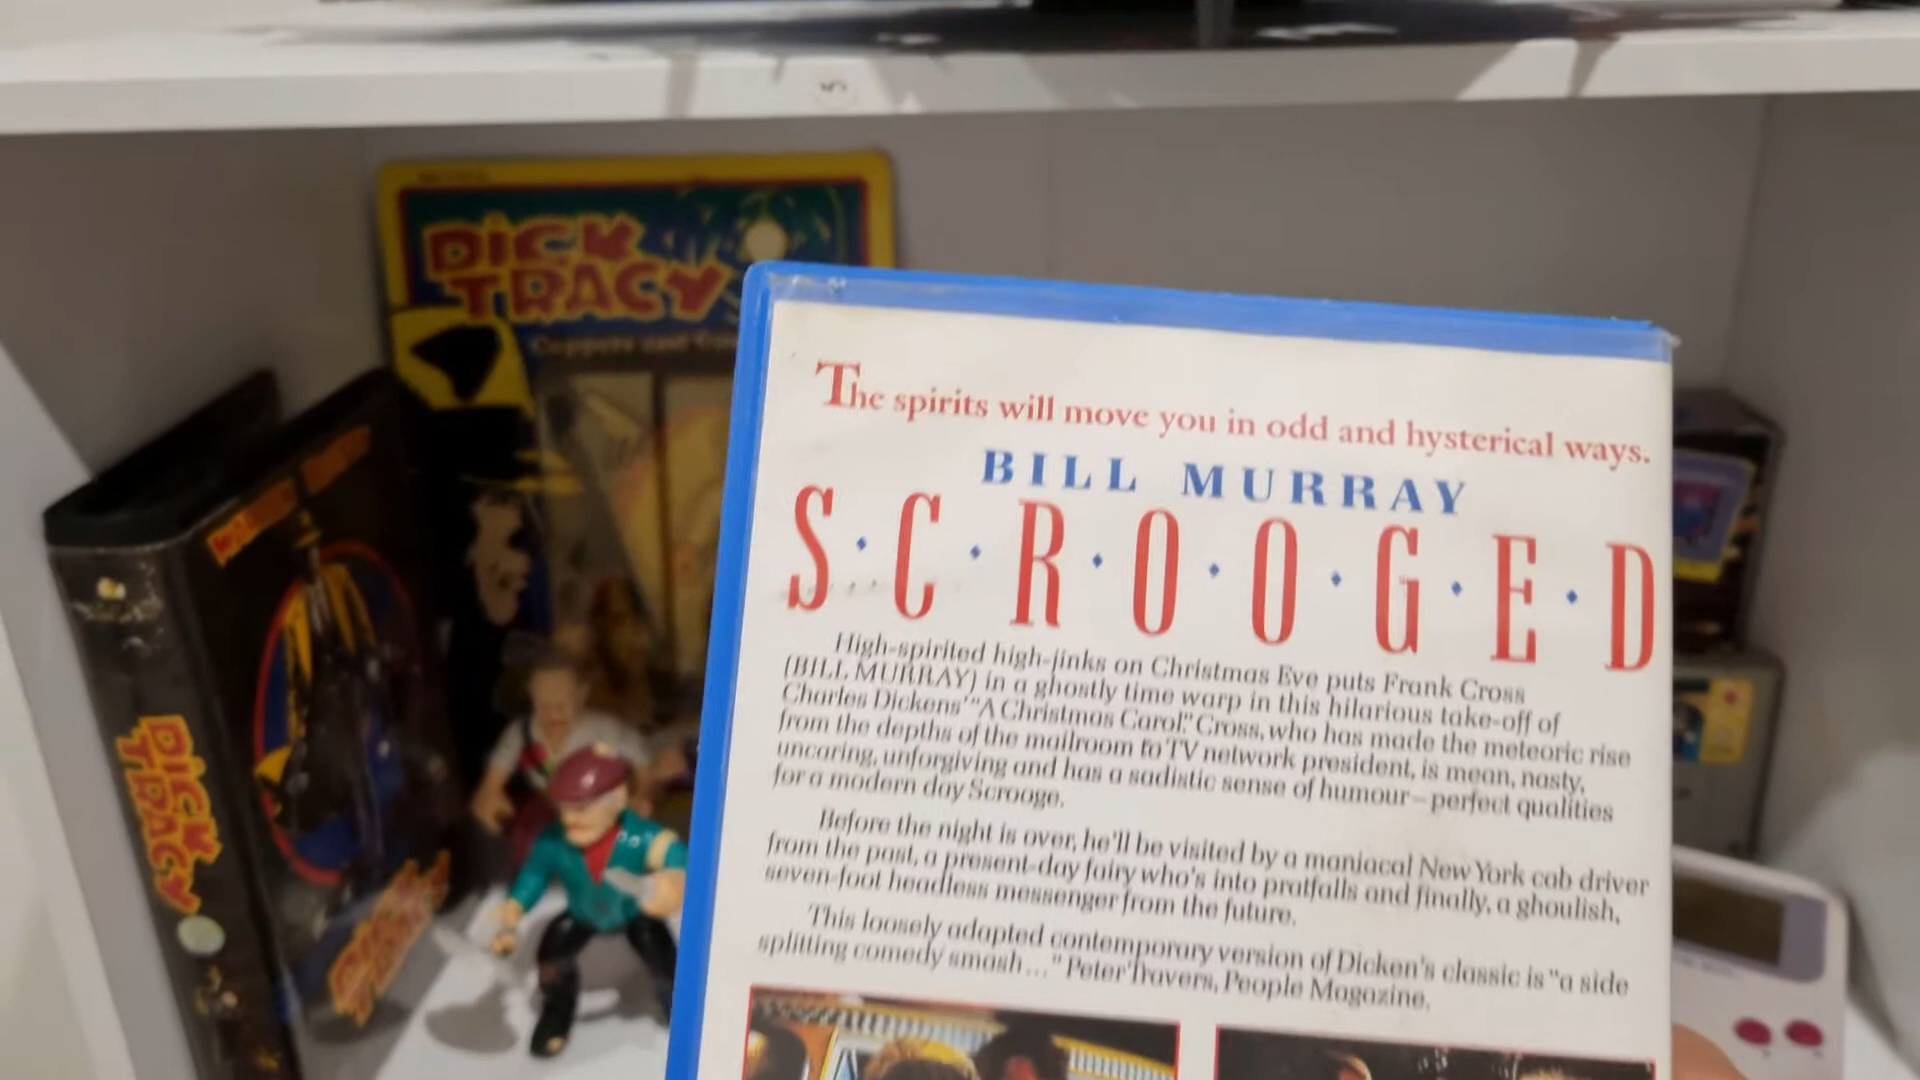 DICK
TRACY
The spirits will move you in odd and hysterical ways.
BILL MURRAY
S·C·R·O·O·G·E·D
High-spirited high-jinks on Christmas Eve puts Frank Cross
(BILL MURRAY) in a ghostly time warp in this hilarious take-off of
Charles Dickens' "A Christmas Carol." Cross, who has made the meteoric rise
from the depths of the mailroom to TV network president, is mean, nasty,
uncaring, unforgiving and has a sadistic sense of humour – perfect qualities
for a modern day Scrooge.
Before the night is over, he'll be visited by a maniacal New York cab driver
from the past, a present-day fairy who's into pratfalls and finally, a ghoulish,
seven-foot headless messenger from the future.
This loosely adapted contemporary version of Dicken's classic is "a side
splitting comedy smash..." Peter Travers, People Magazine.
DICK
TRACY